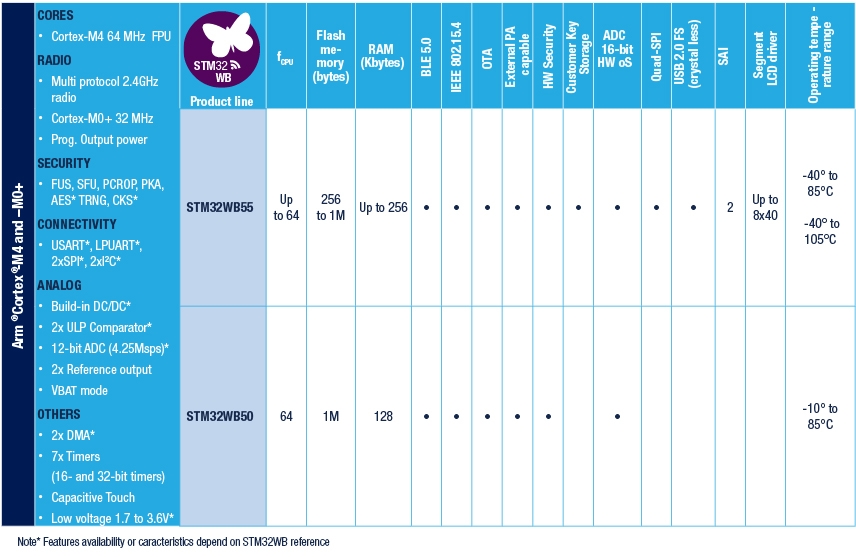 Arm ®Cortex®-M4 and –M0+
CORES
• Cortex-M4 64 MHz FPU
RADIO
• Multi protocol 2.4GHz
radio
• Cortex-M0+ 32 MHz
• Prog. Output power
SECURITY
• FUS, SFU, PCROP, PKA,
AES* TRNG, CKS*
CONNECTIVITY
• USART*, LPUART*,
2xSPI*, 2xI²C*
ANALOG
• Build-in DC/DC*
• 2x ULP Comparator*
• 12-bit ADC (4.25Msps)*
• 2x Reference output
• VBAT mode
OTHERS
• 2x DMA*
• 7x Timers
(16- and 32-bit timers)
• Capacitive Touch
• Low voltage 1.7 to 3.6V*
STM32
WB
Product line
fCPU
Flash
me-
mory
(bytes)
RAM
(Kbytes)
BLE 5.0
IEEE 802.15.4
OTA
External PA
capable
HW Security
Customer Key
Storage
ADC
16-bit
HW oS
Quad-SPI
USB 2.0 FS
(crystal less)
SAI
Segment
LCD driver
Operating tempe -
rature range
STM32WB55
Up
to 64
256
to 1M
Up to 256
• • • • • • • • •
2
Up to
8x40
-40° to
85°C
-40° to
105°C
STM32WB50
64
1M
128
• • • • • •
-10° to
85°C
Note* Features availability or caracteristics depend on STM32WB reference